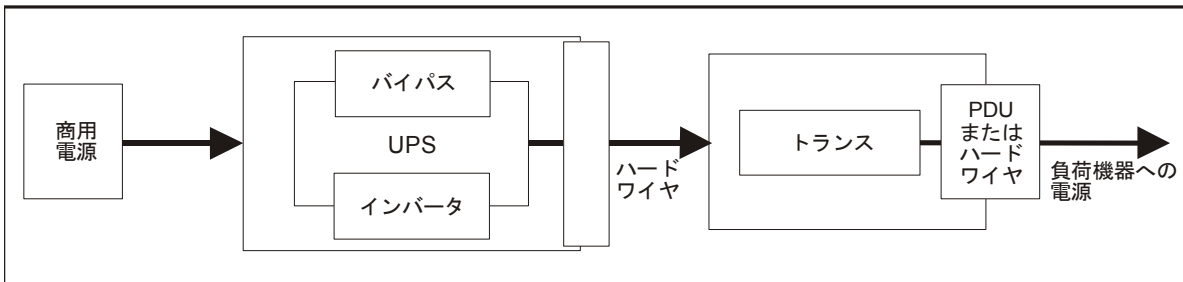 商用
電源
バイパス
UPS
インバータ
ハード
ワイヤ
トランス
PDU
または
ハード
ワイヤ
負荷機器への
電源